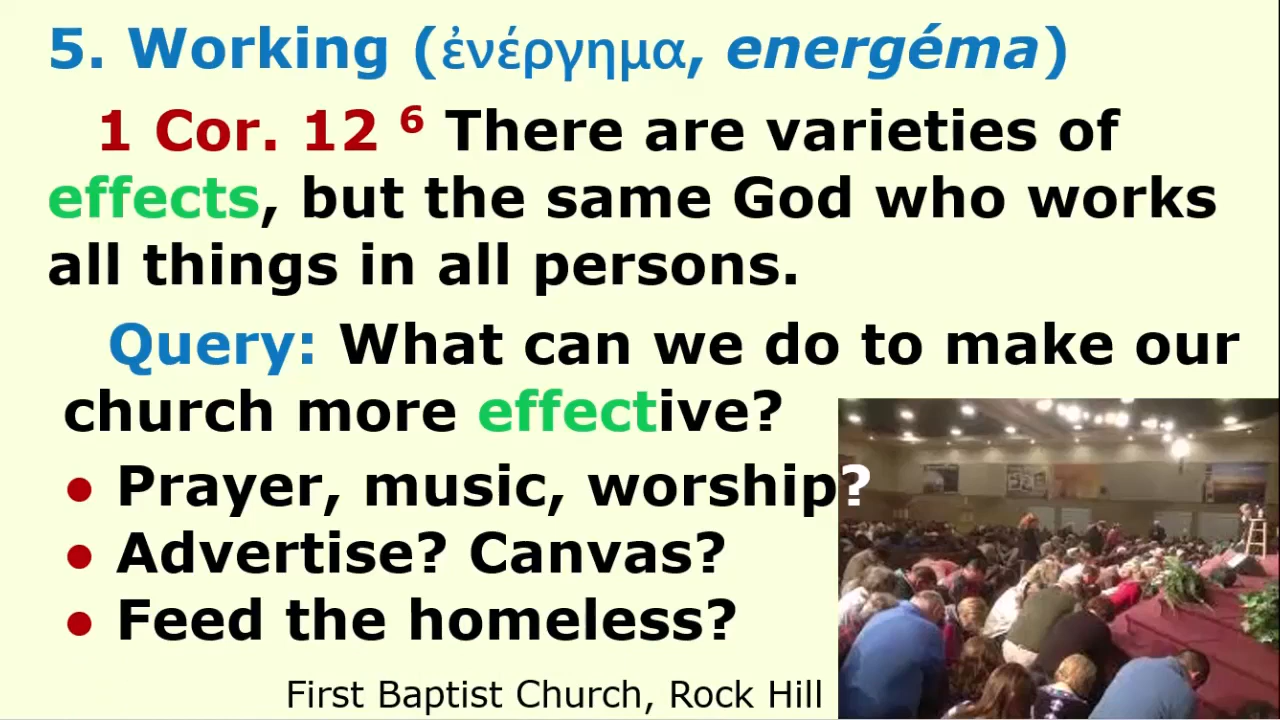 5. Working (ἐνέργημα, energéma)
1 Cor. 12 ⁶ There are varieties of
effects, but the same God who works
all things in all persons.
Query: What can we do to make our
church more effective?
● Prayer, music, worship?
● Advertise? Canvas?
● Feed the homeless?
First Baptist Church, Rock Hill